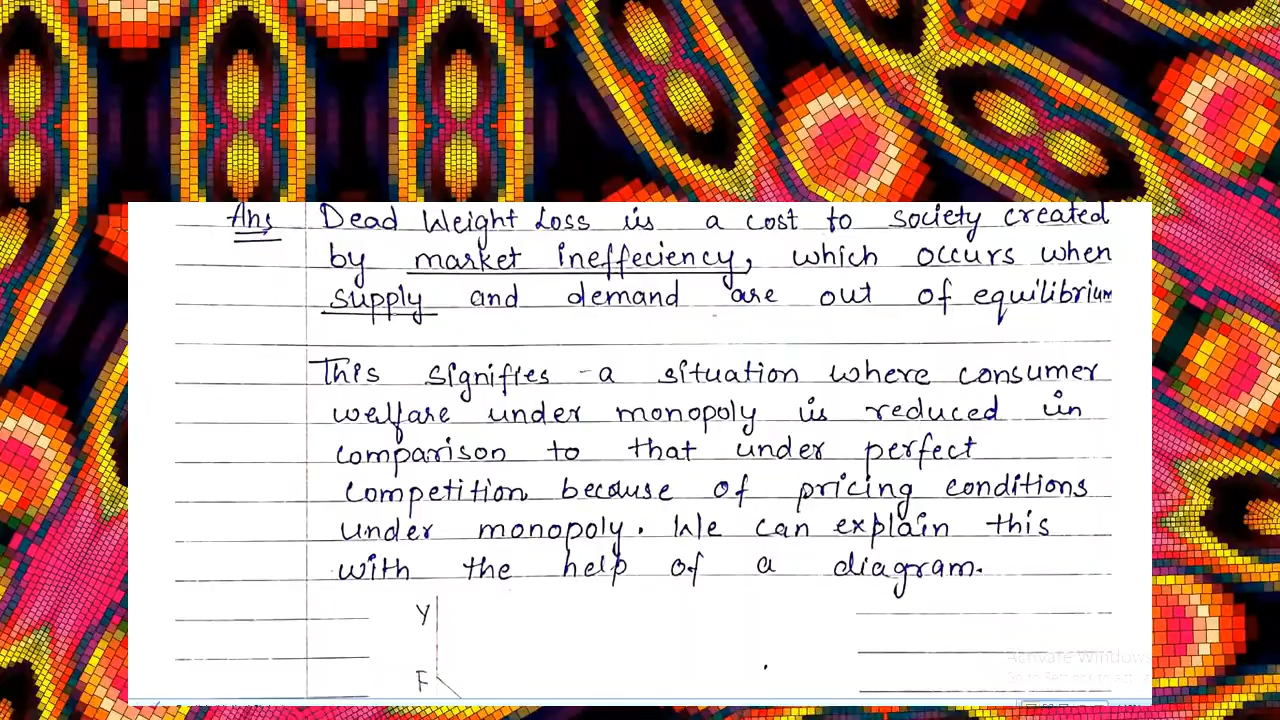 Ans Dead Weight Loss is a cost to society created
by market ineffeciency, which occurs when
supply and demand are out of equilibrium
This signifies a situation where consumer
welfare under monopoly is reduced in
comparison to that under perfect
competition because of pricing conditions
under monopoly. We can explain this
with the help of a diagram.
Y
F
Activate Windows